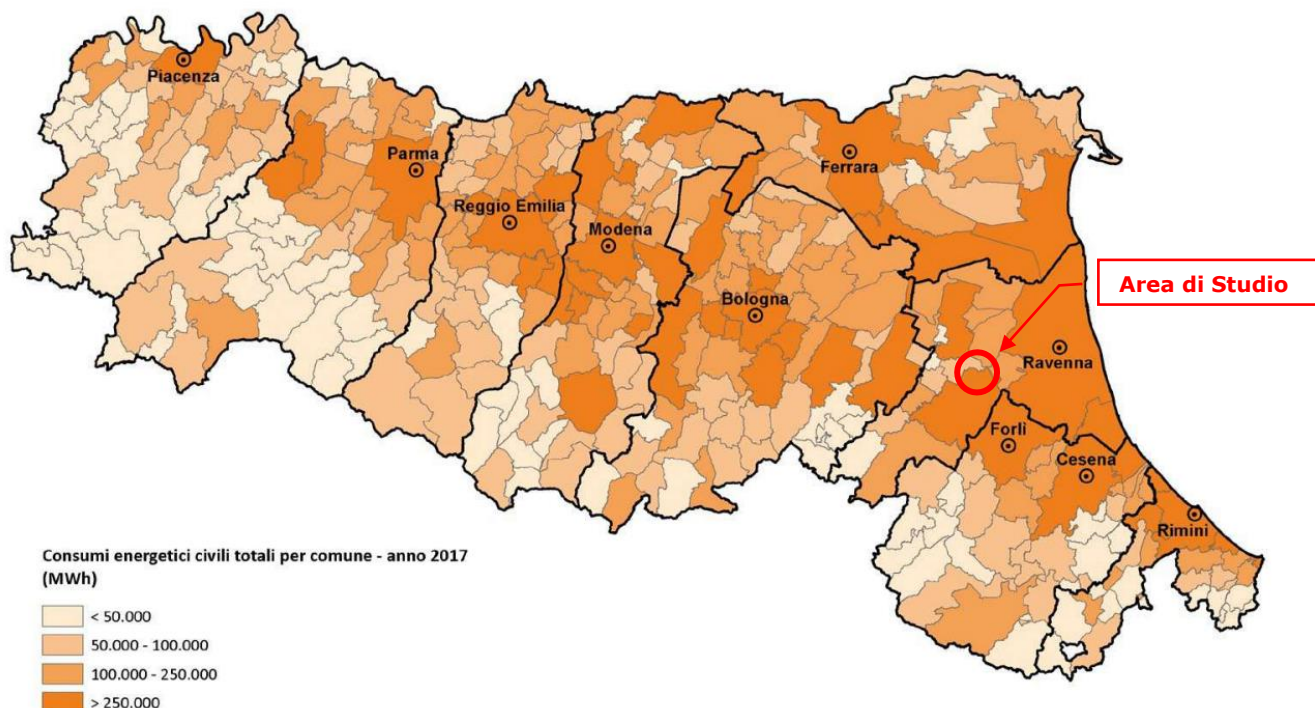 Piacenza
Parma
Reggio Emilia
Modena
Ferrara
Bologna
Area di Studio
Ravenna
Forlì
Cesena
Rimini
Consumi energetici civili totali per comune - anno 2017
(MWh)
< 50.000
50.000 - 100.000
100.000 - 250.000
> 250.000